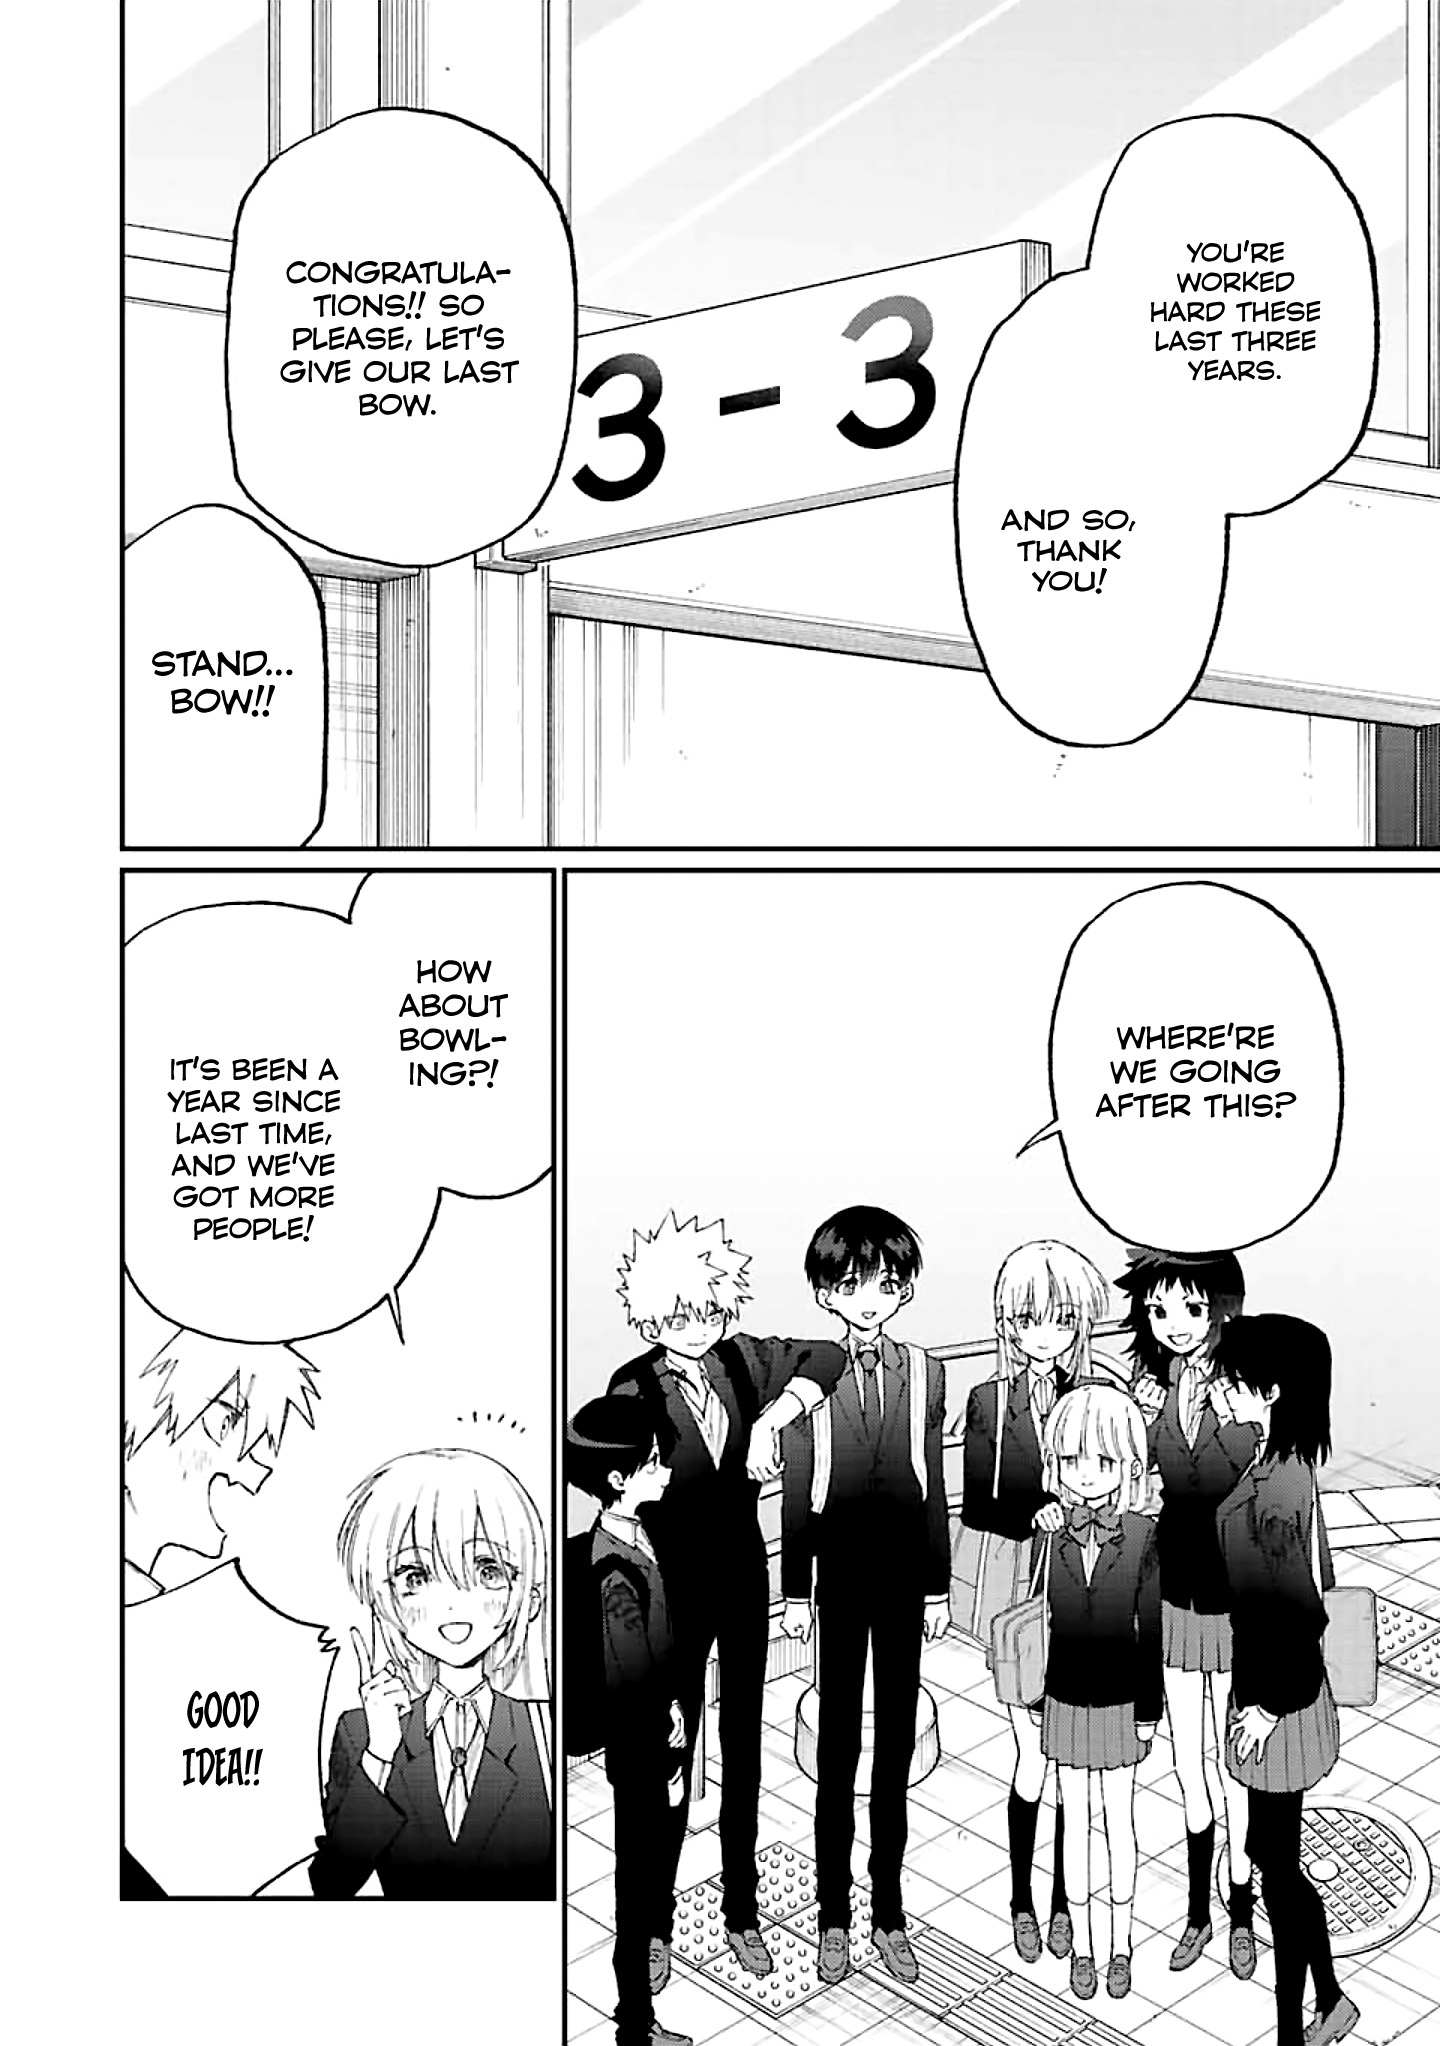 YOU'RE
WORKED
HARD THESE
LAST THREE
YEARS.
AND SO,
THANK
YOU!
3-3
CONGRATULA-
TIONS!! SO
PLEASE, LET'S
GIVE OUR LAST
BOW.
STAND...
BOW!!
WHERE'RE
WE GOING
AFTER THIS?
HOW
ABOUT
BOWL-
ING?!
IT'S BEEN A
YEAR SINCE
LAST TIME,
AND WE'VE
GOT MORE
PEOPLE!
GOOD
IDEA!!